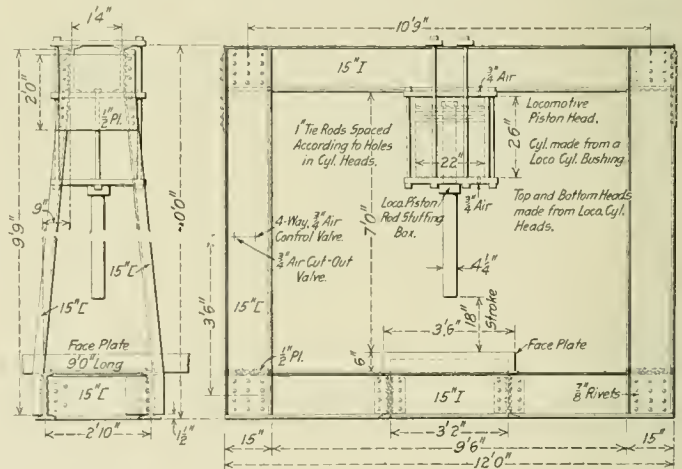 1'4"
10'9"
15"I
3/4" Air
2'0"
1/2" Pl.
1" Tie Rods Spaced
According to Holes
in Cyl. Heads.
22"
26"
Locomotive
Piston Head.
Cyl. made from a
Loco Cyl. Bushing
Top and Bottom Heads
made from Loco. Cyl.
Heads.
Loco. Piston
Rod Stuffing
Box.
3/4" Air
9'9"
9"
10'0"
7'0"
4-Way, 3/4" Air
Control Valve.
3/4" Air Cut-Out
Valve.
4 1/4"
15"C
15"C
15"C
3'6"
18"
Stroke
3'6"
Face Plate
9'0" Long
1/2" Pl.
6"
Face Plate
15"C
15"I
7/8" Rivets
2'10"
1 1/2"
15"
3'2"
9'6"
15"
12'0"